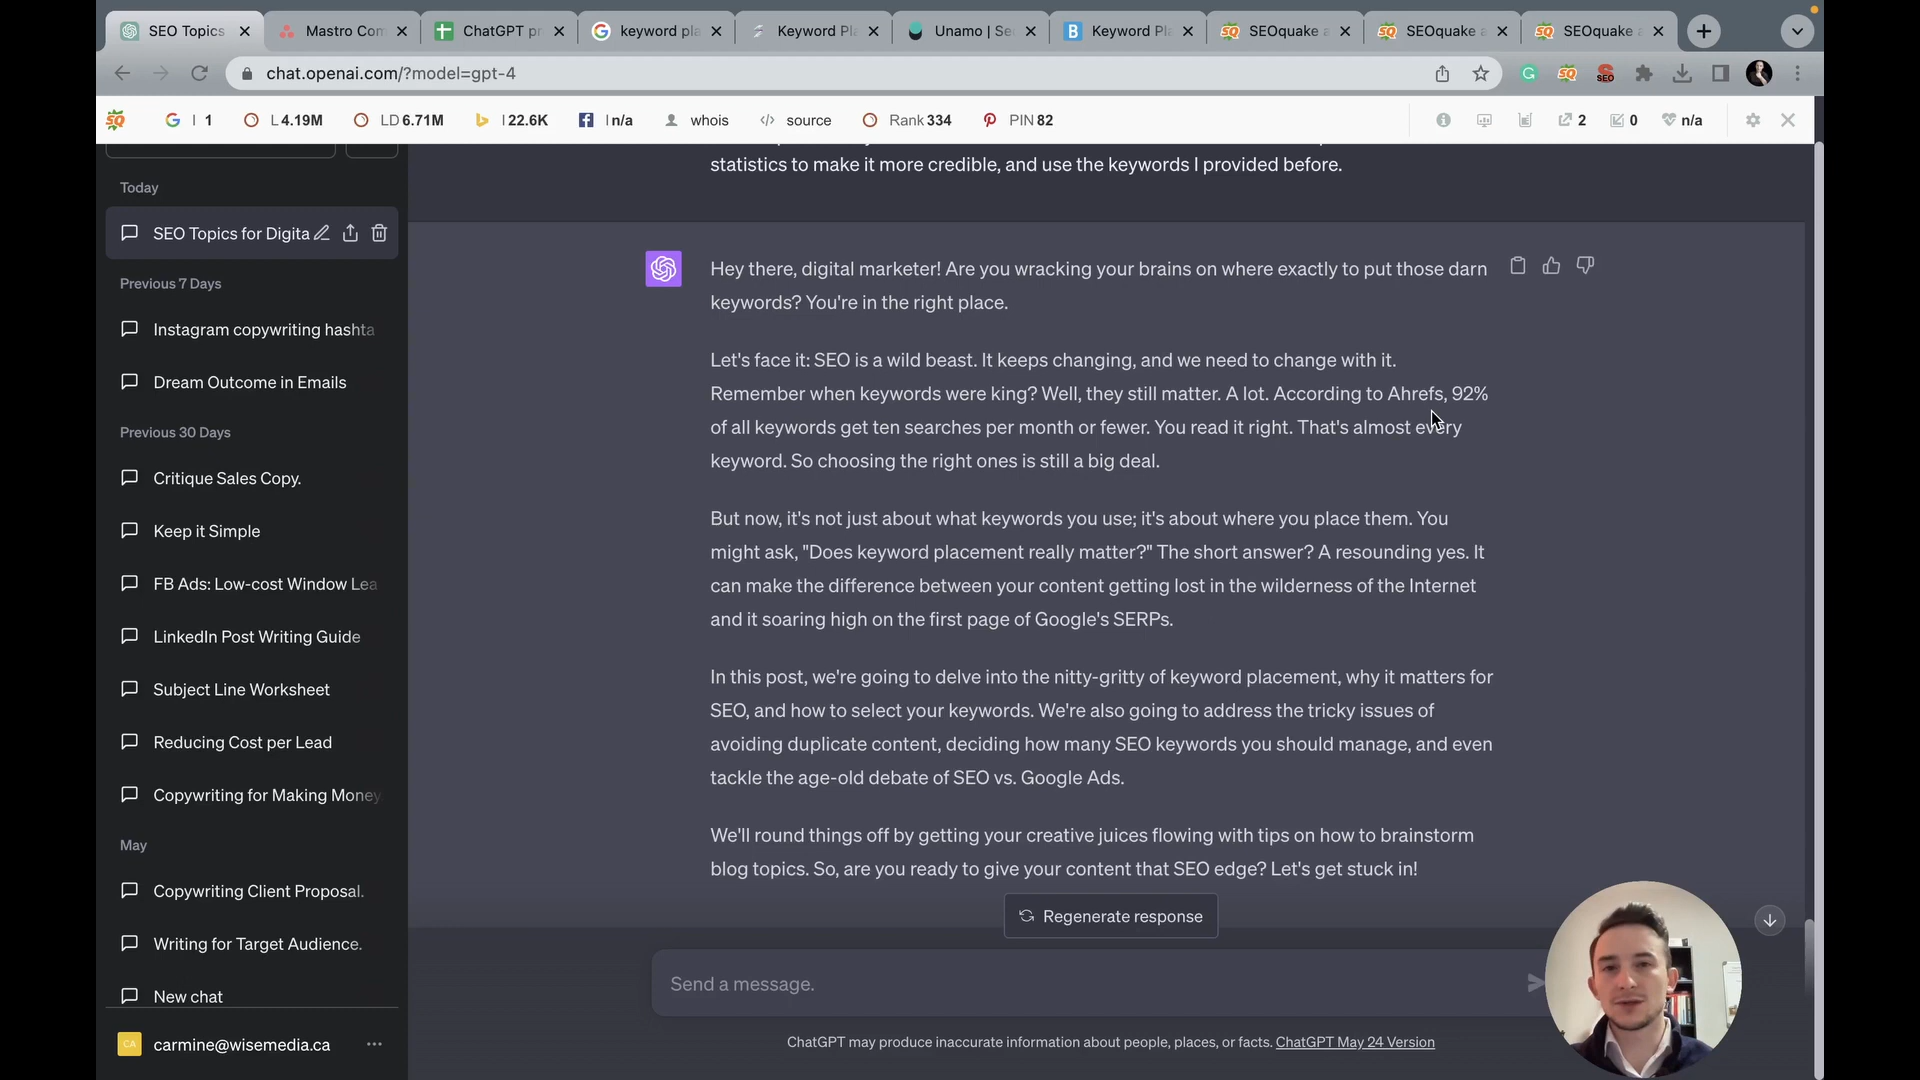 SEO Topics
Mastro Con
ChatGPT pr
keyword pla
Keyword Pl
Unamo | Se
Keyword Pl
SEOquake
SEOquake
SEOquake
chat.openai.com/?model=gpt-4
I 1
L 4.19M
LD 6.71M
I 22.6K
I n/a
whois
source
Rank 334
PIN 82
2
0
n/a
statistics to make it more credible, and use the keywords I provided before.
Today
SEO Topics for Digita
Previous 7 Days
Instagram copywriting hashta
Dream Outcome in Emails
Previous 30 Days
Critique Sales Copy.
Keep it Simple
FB Ads: Low-cost Window Lea
LinkedIn Post Writing Guide
Subject Line Worksheet
Reducing Cost per Lead
Copywriting for Making Money
May
Copywriting Client Proposal.
Writing for Target Audience.
New chat
CA
carmine@wisemedia.ca
Hey there, digital marketer! Are you wracking your brains on where exactly to put those darn
keywords? You're in the right place.
Let's face it: SEO is a wild beast. It keeps changing, and we need to change with it.
Remember when keywords were king? Well, they still matter. A lot. According to Ahrefs, 92%
of all keywords get ten searches per month or fewer. You read it right. That's almost every
keyword. So choosing the right ones is still a big deal.
But now, it's not just about what keywords you use; it's about where you place them. You
might ask, "Does keyword placement really matter?" The short answer? A resounding yes. It
can make the difference between your content getting lost in the wilderness of the Internet
and it soaring high on the first page of Google's SERPs.
In this post, we're going to delve into the nitty-gritty of keyword placement, why it matters for
SEO, and how to select your keywords. We're also going to address the tricky issues of
avoiding duplicate content, deciding how many SEO keywords you should manage, and even
tackle the age-old debate of SEO vs. Google Ads.
We'll round things off by getting your creative juices flowing with tips on how to brainstorm
blog topics. So, are you ready to give your content that SEO edge? Let's get stuck in!
Regenerate response
Send a message.
ChatGPT may produce inaccurate information about people, places, or facts. ChatGPT May 24 Version